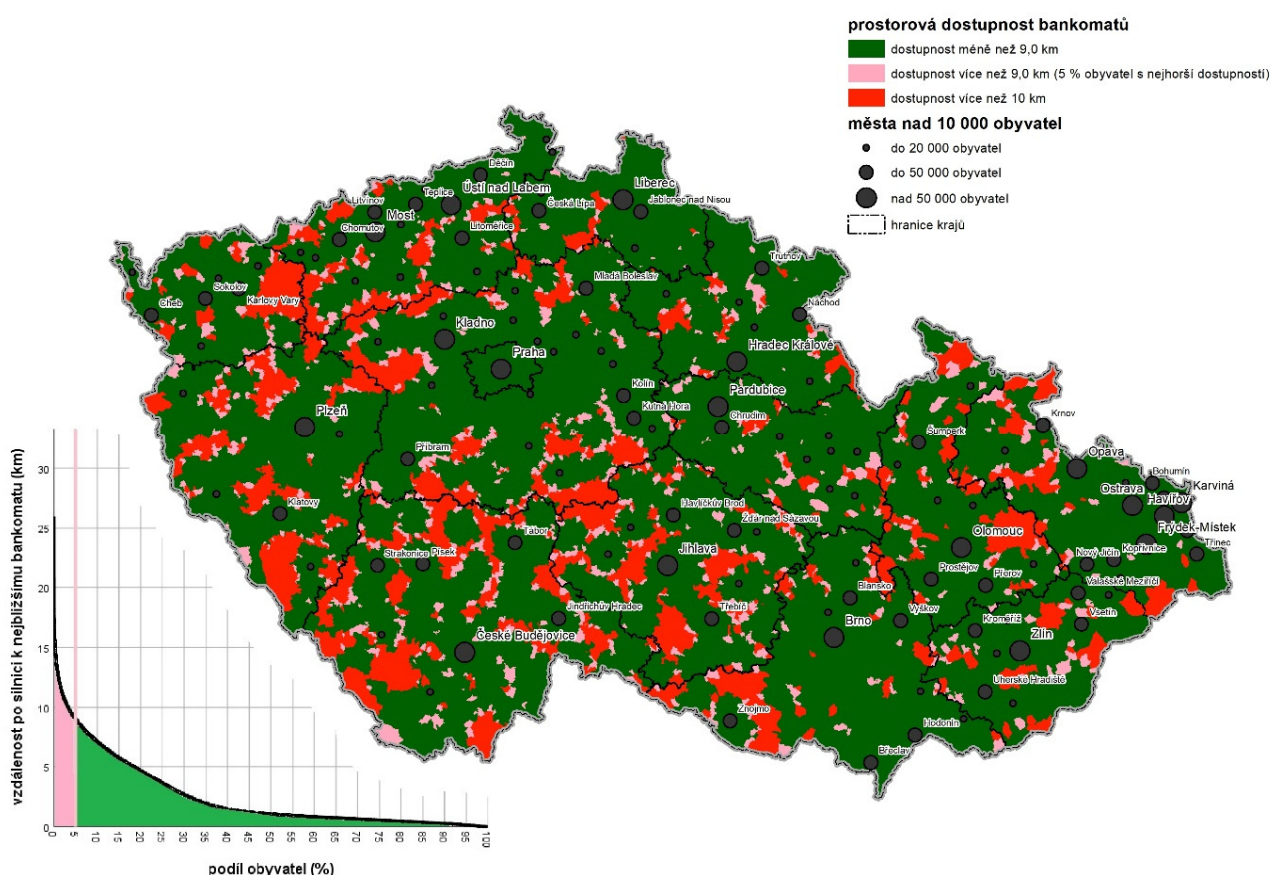 prostorová dostupnost bankomatů
dostupnost méně než 9,0 km
dostupnost více než 9,0 km (5 % obyvatel s nejhorší dostupností)
dostupnost více než 10 km
města nad 10 000 obyvatel
do 20 000 obyvatel
do 50 000 obyvatel
nad 50 000 obyvatel
hranice krajů
Děčín
Teplice
Ústí nad Labem
Liberec
Litvínov
Most
Česká Lípa
Jablonec nad Nisou
Chomutov
Litoměřice
Trutnov
Mladá Boleslav
Sokolov
Karlovy Vary
Cheb
Náchod
Kladno
Hradec Králové
Praha
Kolín
Pardubice
Kutná Hora
Chrudim
Plzeň
Krnov
Šumperk
Příbram
Opava
Bohumín
Karviná
Ostrava
Havířov
Klatovy
Havlíčkův Brod
Žďár nad Sázavou
Frýdek-Místek
Olomouc
Tábor
Třinec
Strakonice
Písek
Jihlava
Nový Jičín
Kopřivnice
Prostějov
Přerov
Valašské Meziříčí
Blansko
Jindřichův Hradec
Třebíč
Vyškov
Vsetín
Brno
Kroměříž
Zlín
České Budějovice
Uherské Hradiště
Znojmo
Hodonín
Břeclav
vzdálenost po silnici k nejbližšímu bankomatu (km)
30
25
20
15
10
5
0
0 5 10 15 20 25 30 35 40 45 50 55 60 65 70 75 80 85 90 95 100
podíl obyvatel (%)